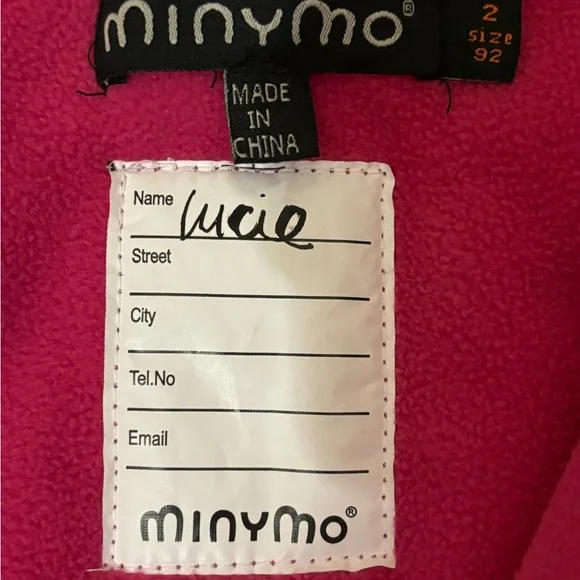 minymo®
2
size
92
MADE
IN
CHINA
Name Lucie
Street
City
Tel.No
Email
minymo®